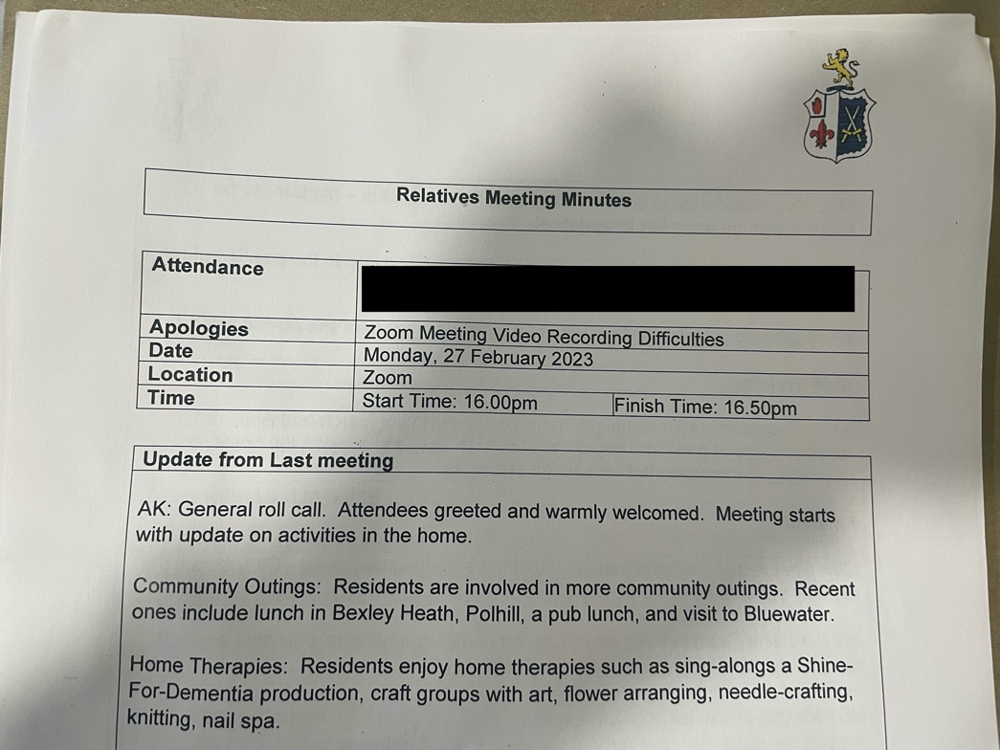 Relatives Meeting Minutes
Attendance
Apologies Zoom Meeting Video Recording Difficulties
Date Monday, 27 February 2023
Location Zoom
Time Start Time: 16.00pm Finish Time: 16.50pm
Update from Last meeting
AK: General roll call. Attendees greeted and warmly welcomed. Meeting starts
with update on activities in the home.
Community Outings: Residents are involved in more community outings. Recent
ones include lunch in Bexley Heath, Polhill, a pub lunch, and visit to Bluewater.
Home Therapies: Residents enjoy home therapies such as sing-alongs a Shine-
For-Dementia production, craft groups with art, flower arranging, needle-crafting,
knitting, nail spa.